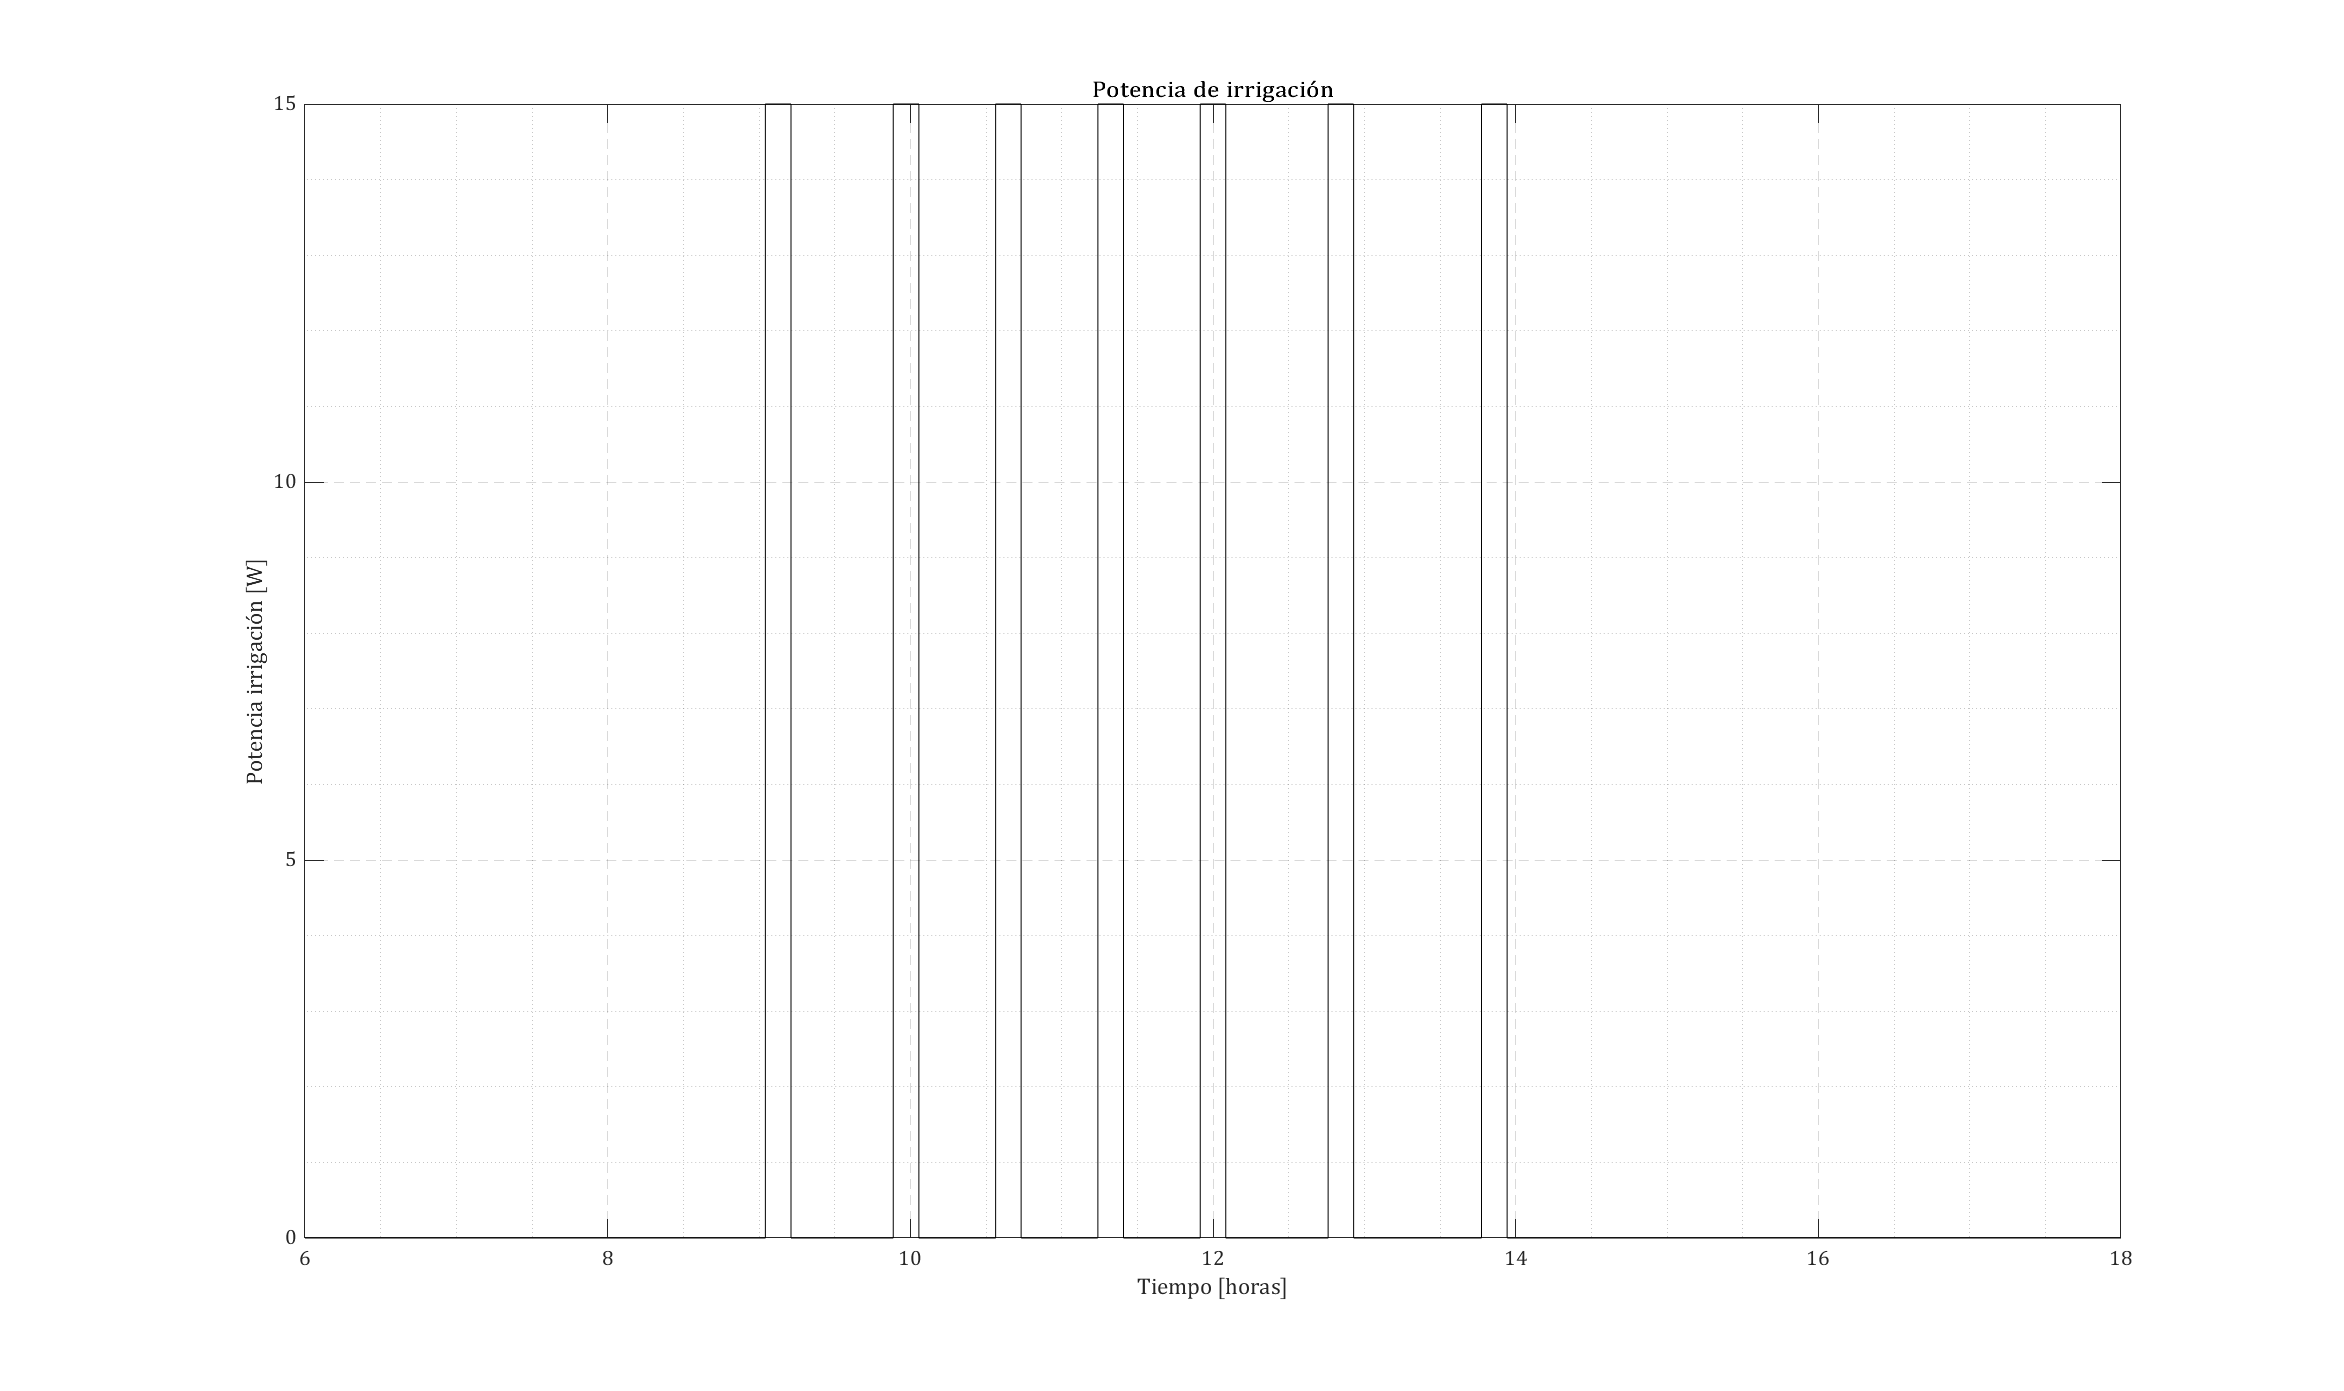 Potencia de irrigación
15
10
5
0
Potencia irrigación [W]
6 8 10 12 14 16 18
Tiempo [horas]